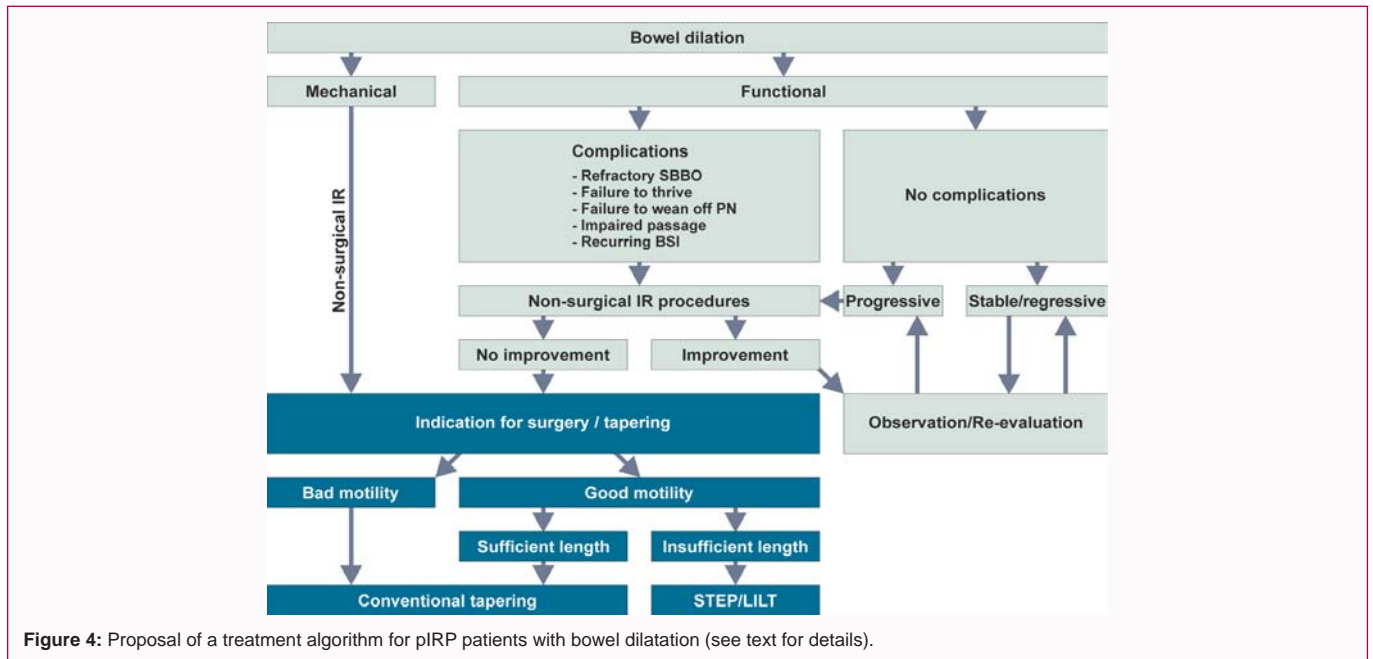 Bowel dilation
Mechanical
Functional
Non-surgical IR
Complications
- Refractory SBBO
- Failure to thrive
- Failure to wean off PN
- Impaired passage
- Recurring BSI
No complications
Non-surgical IR procedures
Progressive
Stable/regressive
No improvement
Improvement
Indication for surgery / tapering
Observation/Re-evaluation
Bad motility
Good motility
Sufficient length
Insufficient length
Conventional tapering
STEP/LILT
Figure 4: Proposal of a treatment algorithm for pIRP patients with bowel dilatation (see text for details).